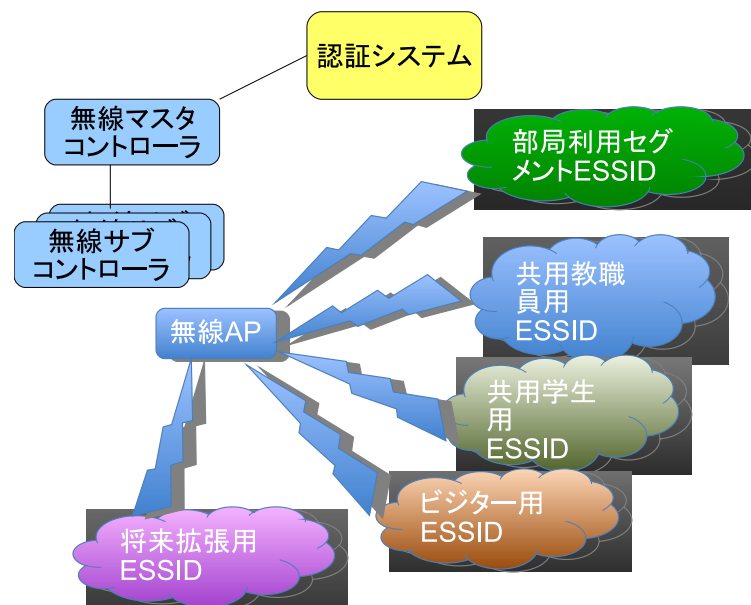 認証システム
無線マスタ
コントローラ
無線サブ
コントローラ
部局利用セグ
メントESSID
共用教職
員用
ESSID
無線AP
共用学生
用
ESSID
ビジター用
ESSID
将来拡張用
ESSID